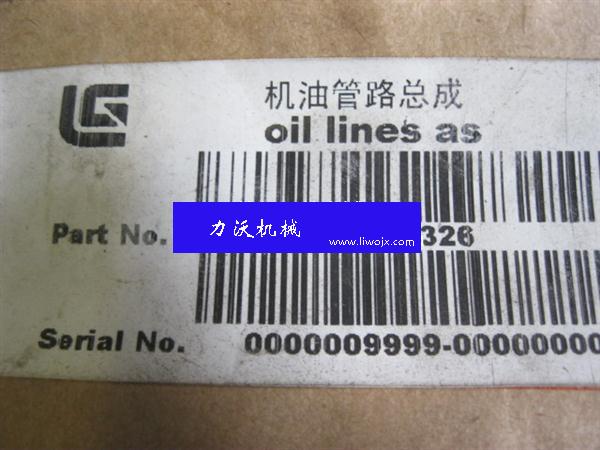 LG
机油管路总成
oil lines as
Part No. 326
力沃机械
www.liwojx.com
Serial No. 0000009999-00000000